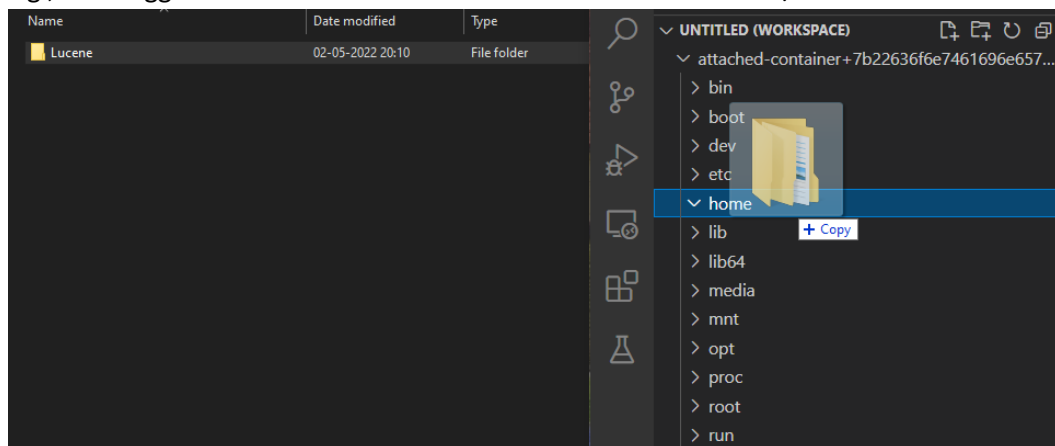 Name Date modified Type
Lucene 02-05-2022 20:10 File folder
UNTITLED (WORKSPACE)
attached-container+7b22636f6e7461696e657...
bin
boot
dev
etc
home
+ Copy
lib
lib64
media
mnt
opt
proc
root
run